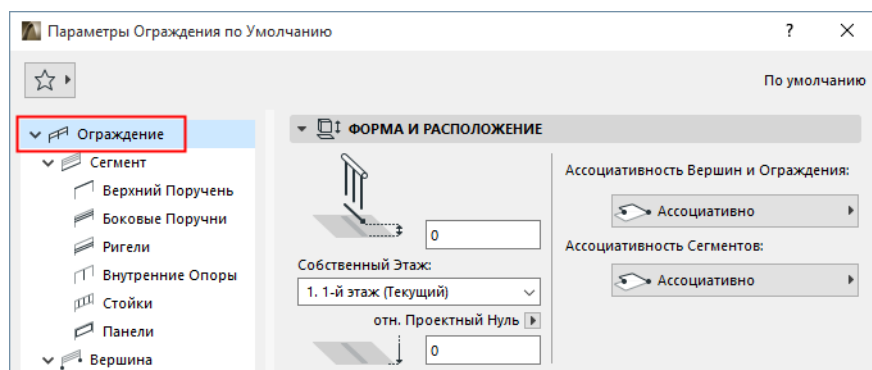 Параметры Ограждения по Умолчанию
?
По умолчанию
Ограждение
Сегмент
Верхний Поручень
Боковые Поручни
Ригели
Внутренние Опоры
Стойки
Панели
Вершина
ФОРМА И РАСПОЛОЖЕНИЕ
0
Собственный Этаж:
1. 1-й этаж (Текущий)
отн. Проектный Нуль
0
Ассоциативность Вершин и Ограждения:
Ассоциативно
Ассоциативность Сегментов:
Ассоциативно